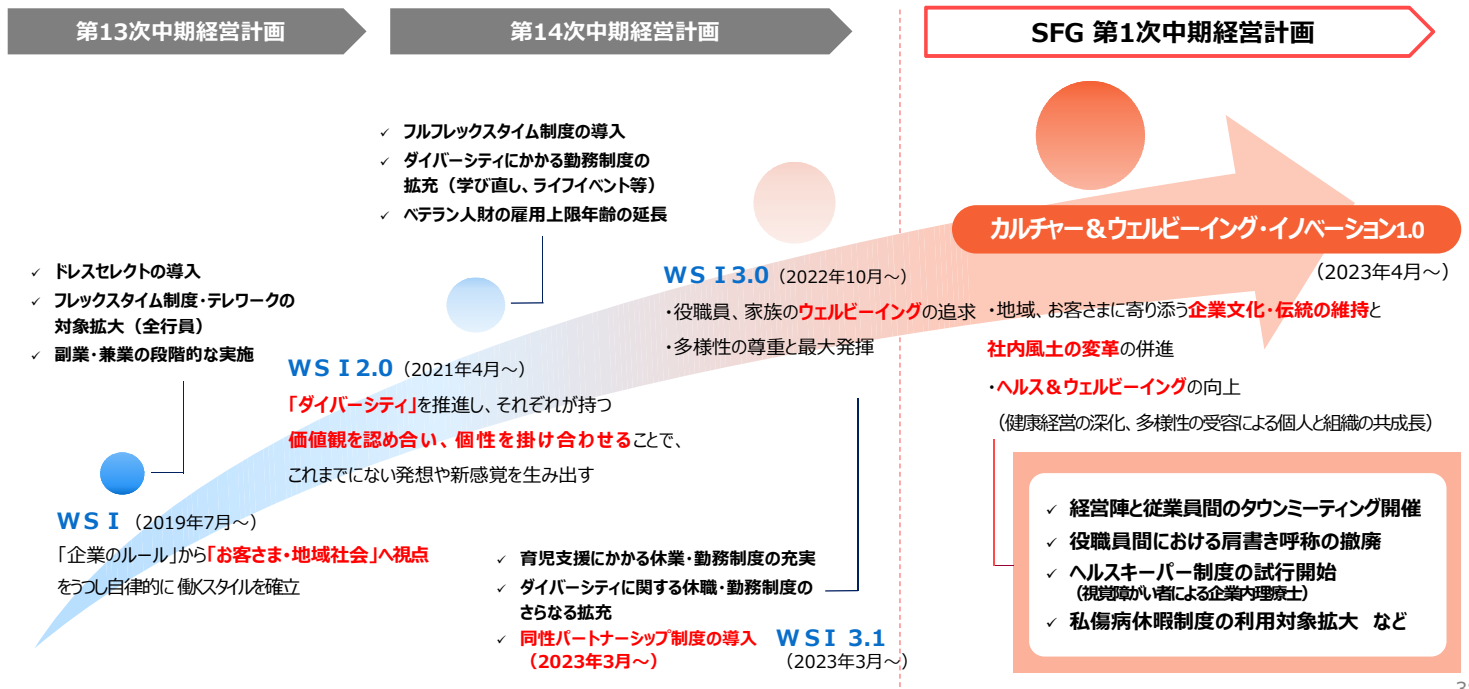 第13次中期経営計画
第14次中期経営計画
SFG 第1次中期経営計画
✓ フルフレックスタイム制度の導入
✓ ダイバーシティにかかる勤務制度の
拡充（学び直し、ライフイベント等）
✓ ベテラン人財の雇用上限年齢の延長
✓ ドレスセレクトの導入
✓ フレックスタイム制度・テレワークの
対象拡大（全行員）
✓ 副業・兼業の段階的な実施
ＷＳＩ（2019年7月～）
「企業のルール」から「お客さま・地域社会」へ視点
をうつし自律的に 働くスタイルを確立
ＷＳＩ2.0（2021年4月～）
「ダイバーシティ」を推進し、それぞれが持つ
価値観を認め合い、個性を掛け合わせることで、
これまでにない発想や新感覚を生み出す
ＷＳＩ3.0（2022年10月～）
・役職員、家族のウェルビーイングの追求
・多様性の尊重と最大発揮
✓ 育児支援にかかる休業・勤務制度の充実
✓ ダイバーシティに関する休職・勤務制度の
さらなる拡充
✓ 同性パートナーシップ制度の導入
（2023年3月～）
ＷＳＩ 3.1
（2023年3月～）
カルチャー＆ウェルビーイング・イノベーション1.0
（2023年4月～）
・地域、お客さまに寄り添う企業文化・伝統の維持と
社内風土の変革の併進
・ヘルス＆ウェルビーイングの向上
（健康経営の深化、多様性の受容による個人と組織の共成長）
✓ 経営陣と従業員間のタウンミーティング開催
✓ 役職員間における肩書き呼称の撤廃
✓ ヘルスキーパー制度の試行開始
（視覚障がい者による企業内理療士）
✓ 私傷病休暇制度の利用対象拡大 など